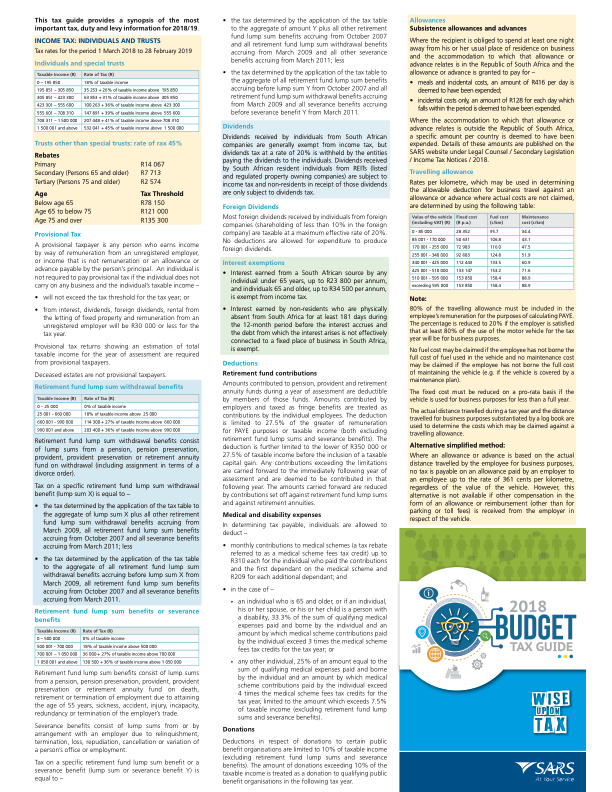 This tax guide provides a synopsis of the most
important tax, duty and levy information for 2018/19.
INCOME TAX: INDIVIDUALS AND TRUSTS
Tax rates for the period 1 March 2018 to 28 February 2019
Individuals and special trusts
Taxable Income (R) Rate of Tax (R)
0 – 195 850 18% of taxable income
195 851 – 305 850 35 253 + 26% of taxable income above 195 850
305 851 – 423 300 63 853 + 31% of taxable income above 305 850
423 301 – 555 600 100 263 + 36% of taxable income above 423 300
555 601 – 708 310 147 891 + 39% of taxable income above 555 600
708 311 – 1 500 000 207 448 + 41% of taxable income above 708 310
1 500 001 and above 532 041 + 45% of taxable income above 1 500 000
Trusts other than special trusts: rate of tax 45%
Rebates
Primary R14 067
Secondary (Persons 65 and older) R7 713
Tertiary (Persons 75 and older) R2 574
Age Tax Threshold
Below age 65 R78 150
Age 65 to below 75 R121 000
Age 75 and over R135 300
Provisional Tax
A provisional taxpayer is any person who earns income
by way of remuneration from an unregistered employer,
or income that is not remuneration or an allowance or
advance payable by the person's principal. An individual is
not required to pay provisional tax if the individual does
not carry on any business and the individual's taxable income –
• will not exceed the tax threshold for the tax year; or
• from interest, dividends, foreign dividends, rental from
the letting of fixed property and remuneration from an
unregistered employer will be R30 000 or less for the
tax year.
Provisional tax returns showing an estimation of total
taxable income for the year of assessment are required
from provisional taxpayers.
Deceased estates are not provisional taxpayers.
Retirement fund lump sum withdrawal benefits
Taxable Income (R) Rate of Tax (R)
0 – 25 000 0% of taxable income
25 001 – 660 000 18% of taxable income above 25 000
660 001 – 990 000 114 300 + 27% of taxable income above 660 000
990 001 and above 203 400 + 36% of taxable income above 990 000
Retirement fund lump sum withdrawal benefits consist
of lump sums from a pension, pension preservation,
provident, provident preservation or retirement annuity
fund on withdrawal (including assignment in terms of a
divorce order).
Tax on a specific retirement fund lump sum withdrawal
benefit (lump sum X) is equal to –
• the tax determined by the application of the tax table to
the aggregate of lump sum X plus all other retirement
fund lump sum withdrawal benefits accruing from
March 2009, all retirement fund lump sum benefits
accruing from October 2007 and all severance benefits
accruing from March 2011; less
• the tax determined by the application of the tax table
to the aggregate of all retirement fund lump sum
withdrawal benefits accruing before lump sum X from
March 2009, all retirement fund lump sum benefits
accruing from October 2007 and all severance benefits
accruing from March 2011.
Retirement fund lump sum benefits or severance
benefits
Taxable Income (R) Rate of Tax (R)
0 – 500 000 0% of taxable income
500 001 – 700 000 18% of taxable income above 500 000
700 001 – 1 050 000 36 000 + 27% of taxable income above 700 000
1 050 001 and above 130 500 + 36% of taxable income above 1 050 000
Retirement fund lump sum benefits consist of lump sums
from a pension, pension preservation, provident, provident
preservation or retirement annuity fund on death,
retirement or termination of employment due to attaining
the age of 55 years, sickness, accident, injury, incapacity,
redundancy or termination of the employer's trade.
Severance benefits consist of lump sums from or by
arrangement with an employer due to relinquishment,
termination, loss, repudiation, cancellation or variation of
a person's office or employment.
Tax on a specific retirement fund lump sum benefit or a
severance benefit (lump sum or severance benefit Y) is
equal to –
• the tax determined by the application of the tax table
to the aggregate of amount Y plus all other retirement
fund lump sum benefits accruing from October 2007
and all retirement fund lump sum withdrawal benefits
accruing from March 2009 and all other severance
benefits accruing from March 2011; less
• the tax determined by the application of the tax table to
the aggregate of all retirement fund lump sum benefits
accruing before lump sum Y from October 2007 and
all retirement fund lump sum withdrawal benefits
accruing from March 2009 and all severance benefits accruing
before severance benefit Y from March 2011.
Dividends
Dividends received by individuals from South African
companies are generally exempt from income tax, but
dividends tax at a rate of 20% is withheld by the entities
paying the dividends to the individuals. Dividends received
by South African resident individuals from REITs (listed
and regulated property owning companies) are subject to
income tax and non-residents in receipt of those dividends
are only subject to dividends tax.
Foreign Dividends
Most foreign dividends received by individuals from foreign
companies (shareholding of less than 10% in the foreign
company) are taxable at a maximum effective rate of 20%.
No deductions are allowed for expenditure to produce
foreign dividends.
Interest exemptions
• Interest earned from a South African source by any
individual under 65 years, up to R23 800 per annum,
and individuals 65 and older, up to R34 500 per annum,
is exempt from income tax.
• Interest earned by non-residents who are physically
absent from South Africa for at least 181 days during
the 12-month period before the interest accrues and
the debt from which the interest arises is not effectively
connected to a fixed place of business in South Africa,
is exempt.
Deductions
Retirement fund contributions
Amounts contributed to pension, provident and retirement
annuity funds during a year of assessment are deductible
by members of those funds. Amounts contributed by
employers and taxed as fringe benefits are treated as
contributions by the individual employees. The deduction
is limited to 27.5% of the greater of remuneration
for PAYE purposes or taxable income (both excluding
retirement fund lump sums and severance benefits). The
deduction is further limited to the lower of R350 000 or
27.5% of taxable income before the inclusion of a taxable
capital gain. Any contributions exceeding the limitations
are carried forward to the immediately following year of
assessment and are deemed to be contributed in that
following year. The amounts carried forward are reduced
by contributions set off against retirement fund lump sums
and against retirement annuities.
Medical and disability expenses
In determining tax payable, individuals are allowed to
deduct –
• monthly contributions to medical schemes (a tax rebate
referred to as a medical scheme fees tax credit) up to
R310 for each individual who paid the contributions
and the first dependant on the medical scheme and
R209 for each additional dependant; and
• in the case of –
• an individual who is 65 and older, or if an individual,
his or her spouse, or his or her child is a person with
a disability, 33.3% of the sum of qualifying medical
expenses paid and borne by the individual and an
amount by which medical scheme contributions paid
by the individual exceed 3 times the medical scheme
fees tax credits for the tax year; or
• any other individual, 25% of an amount equal to the
sum of qualifying medical expenses paid and borne
by the individual and an amount by which medical
scheme contributions paid by the individual exceed
4 times the medical scheme fees tax credits for the
tax year, limited to the amount which exceeds 7.5%
of taxable income (excluding retirement fund lump
sums and severance benefits).
Donations
Deductions in respect of donations to certain public
benefit organisations are limited to 10% of taxable income
(excluding retirement fund lump sums and severance
benefits). The amount of donations exceeding 10% of the
taxable income is treated as a donation to qualifying public
benefit organisations in the following tax year.
Allowances
Subsistence allowances and advances
Where the recipient is obliged to spend at least one night
away from his or her usual place of residence on business
and the accommodation to which that allowance or
advance relates is in the Republic of South Africa and the
allowance or advance is granted to pay for –
• meals and incidental costs, an amount of R416 per day is
deemed to have been expended;
• incidental costs only, an amount of R128 for each day which
falls within the period is deemed to have been expended.
Where the accommodation to which that allowance or
advance relates is outside the Republic of South Africa, a
specific amount per country is deemed to have been
expended. Details of these amounts are published on the
SARS website under Legal Counsel / Secondary Legislation
/ Income Tax Notices / 2018.
Travelling allowance
Rates per kilometre, which may be used in determining
the allowable deduction for business travel against an
allowance or advance where actual costs are not claimed,
are determined by using the following table:
Value of the vehicle (including VAT) (R) Fixed cost (R p.a.) Fuel cost (c/km) Maintenance cost (c/km)
0 – 85 000 28 352 95.7 34.4
85 001 – 170 000 50 631 106.8 43.1
170 001 – 255 000 72 983 116.0 47.5
255 001 – 340 000 92 683 124.8 51.9
340 001 – 425 000 112 443 133.5 60.9
425 001 – 510 000 133 147 153.2 71.6
510 001 – 595 000 153 850 158.4 88.9
exceeding 595 000 153 850 158.4 88.9
Note:
80% of the travelling allowance must be included in the
employee's remuneration for the purposes of calculating PAYE.
The percentage is reduced to 20% if the employer is satisfied
that at least 80% of the use of the motor vehicle for the tax
year will be for business purposes.
No fuel cost may be claimed if the employee has not borne the
full cost of fuel used in the vehicle and no maintenance cost
may be claimed if the employee has not borne the full cost
of maintaining the vehicle (e.g. if the vehicle is covered by a
maintenance plan).
The fixed cost must be reduced on a pro-rata basis if the
vehicle is used for business purposes for less than a full year.
The actual distance travelled during a tax year and the distance
travelled for business purposes substantiated by a log book are
used to determine the costs which may be claimed against a
travelling allowance.
Alternative simplified method:
Where an allowance or advance is based on the actual
distance travelled by the employee for business purposes,
no tax is payable on an allowance paid by an employer to
an employee up to the rate of 361 cents per kilometre,
regardless of the value of the vehicle. However, this
alternative is not available if other compensation in the
form of an allowance or reimbursement (other than for
parking or toll fees) is received from the employer in
respect of the vehicle.
2018
BUDGET
TAX GUIDE
WISE
UPON
TAX
SARS
At Your Service